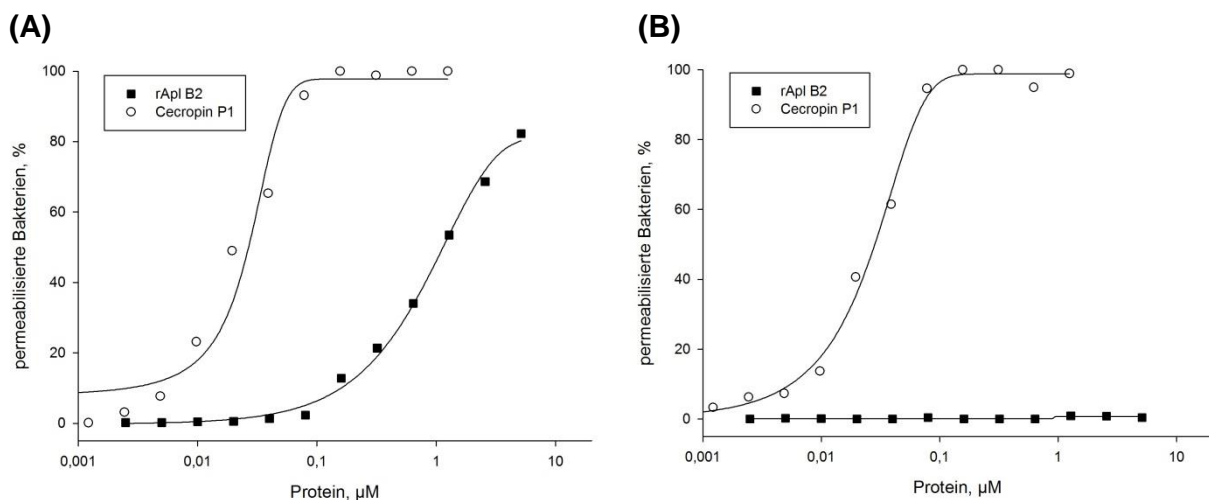 (A)
100
80
60
40
20
0
permeabilisierte Bakterien, %
rApl B2
Cecropin P1
0,001
0,01
0,1
1
10
Protein, µM
(B)
100
80
60
40
20
0
permeabilisierte Bakterien, %
rApl B2
Cecropin P1
0,001
0,01
0,1
1
10
Protein, µM